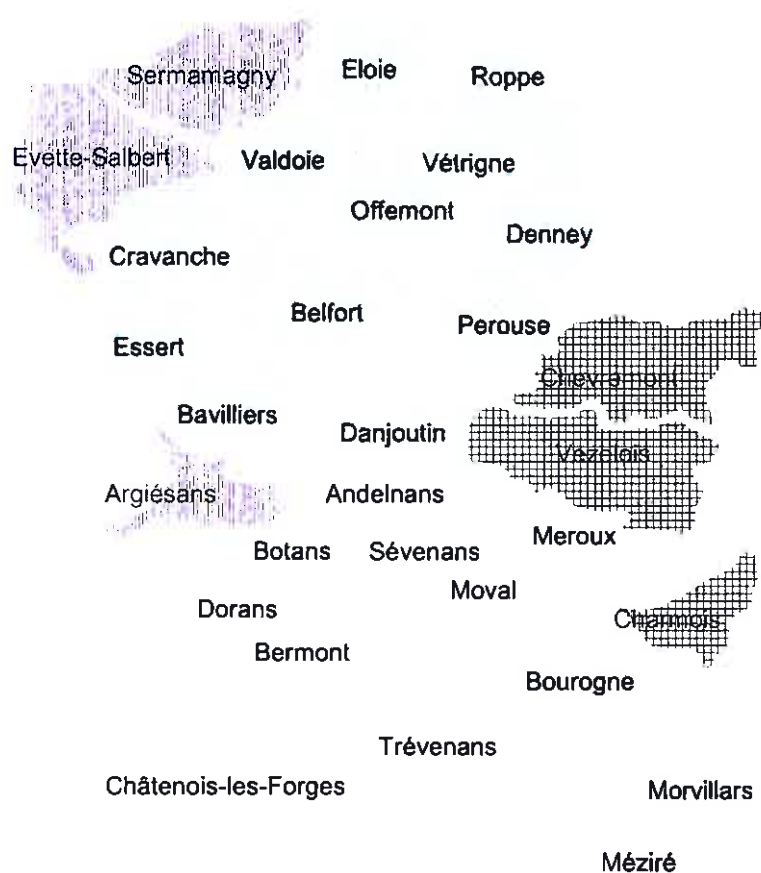 Sermamagny
Eloie
Roppe
Evette-Salbert
Valdoie
Vétrigne
Offemont
Denney
Cravanche
Belfort
Perouse
Essert
Chevremont
Bavilliers
Danjoutin
Vezelois
Argiésans
Andelnans
Meroux
Botans
Sévenans
Moval
Dorans
Charmois
Bermont
Bourogne
Trévenans
Châtenois-les-Forges
Morvillars
Méziré